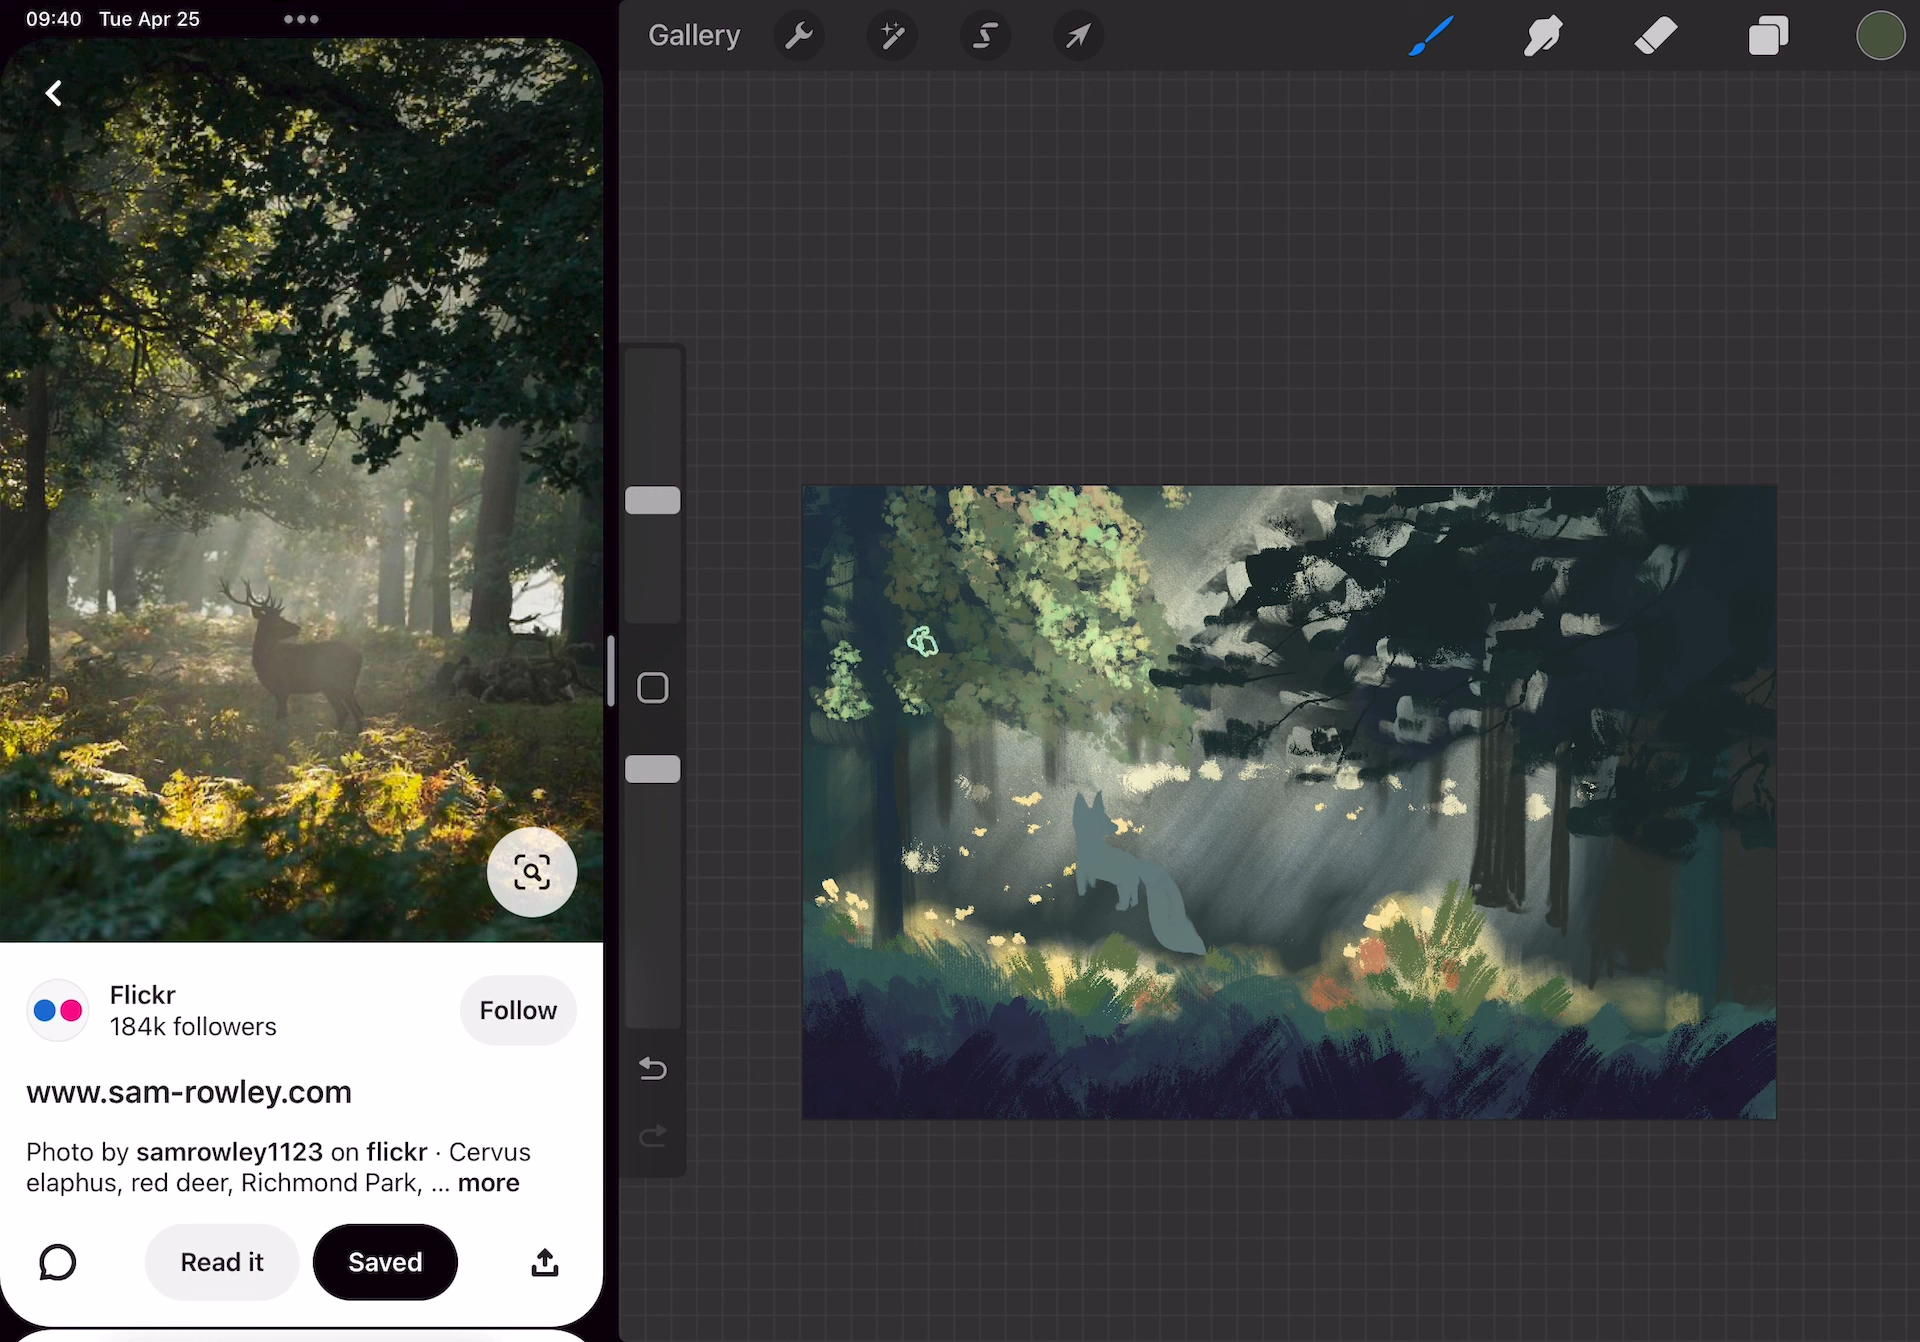 09:40 Tue Apr 25
Gallery
Flickr
184k followers
Follow
www.sam-rowley.com
Photo by samrowley1123 on flickr · Cervus
elaphus, red deer, Richmond Park, ... more
Read it
Saved